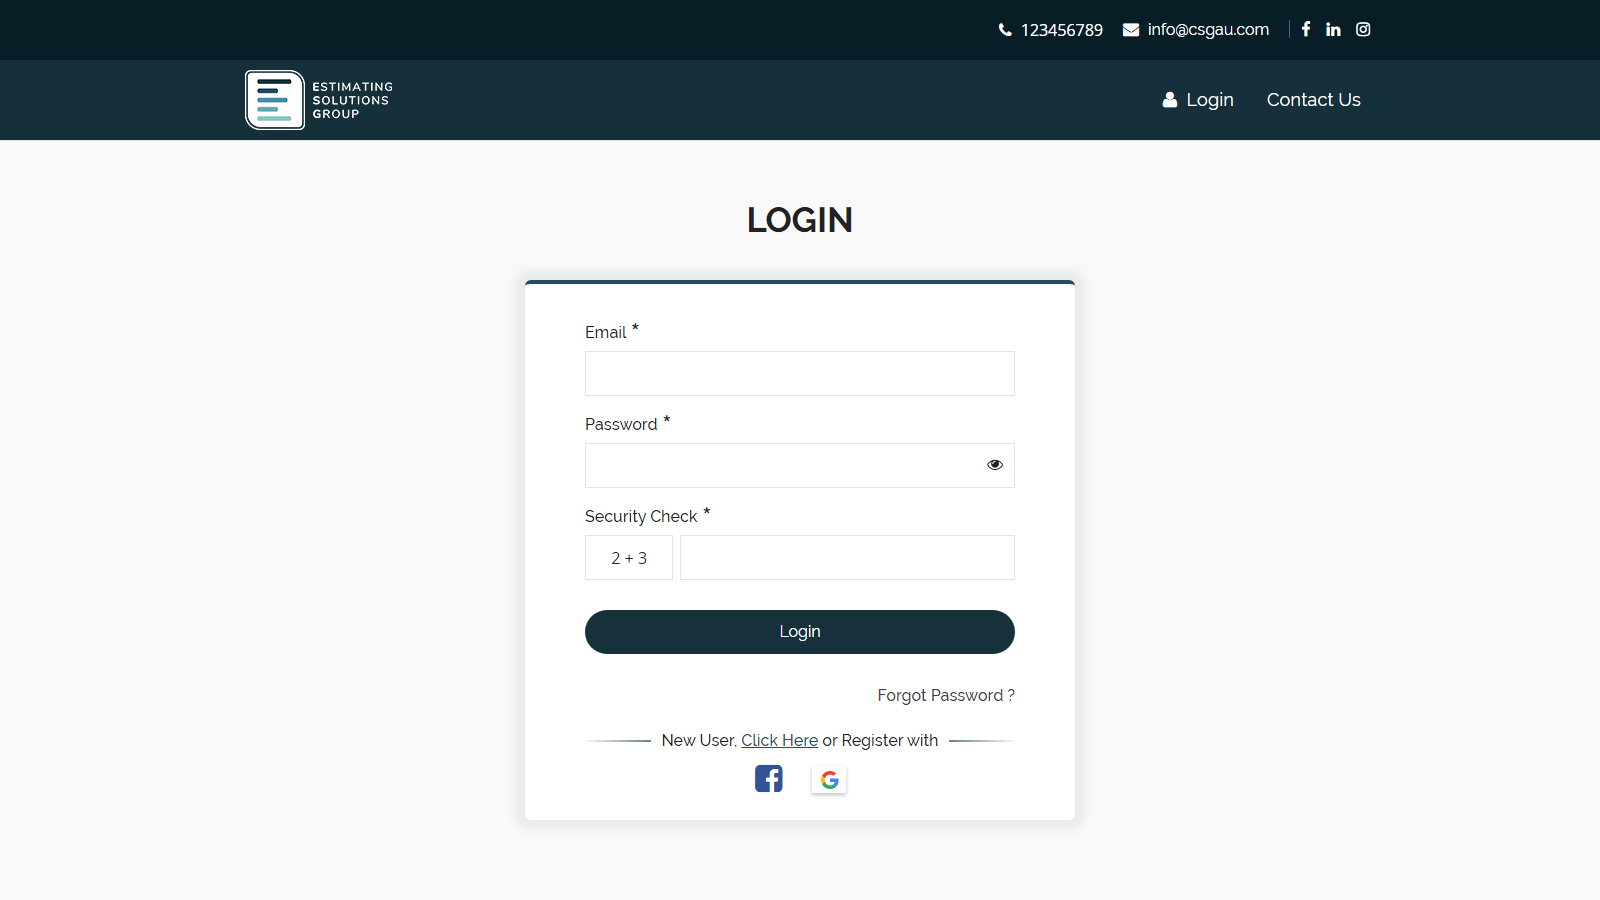 123456789 info@csgau.com
ESTIMATING
SOLUTIONS
GROUP
Login Contact Us
LOGIN
Email *
Password *
Security Check *
2 + 3
Login
Forgot Password ?
New User, Click Here or Register with